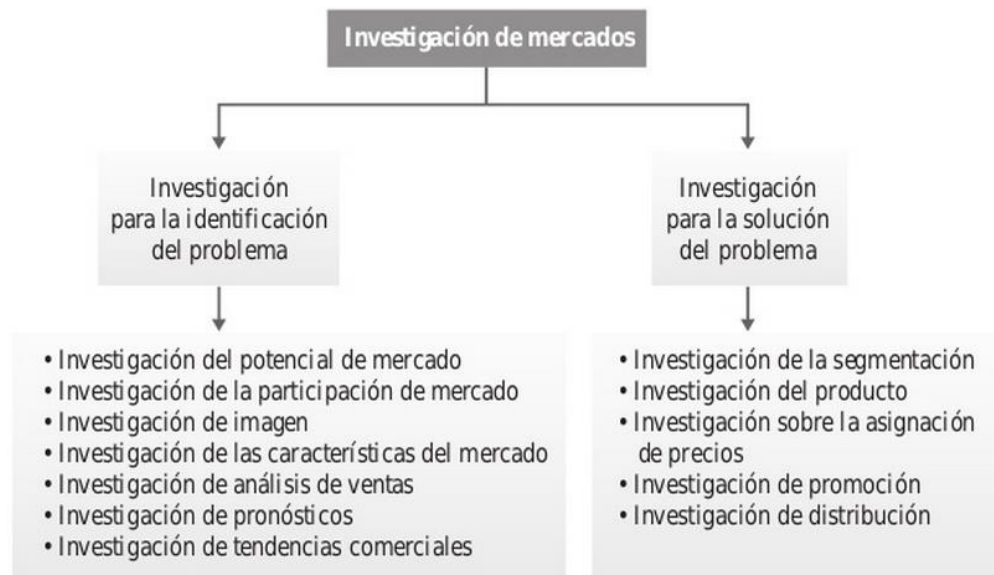 Investigación de mercados
Investigación
para la identificación
del problema
Investigación
para la solución
del problema
• Investigación del potencial de mercado
• Investigación de la participación de mercado
• Investigación de imagen
• Investigación de las características del mercado
• Investigación de análisis de ventas
• Investigación de pronósticos
• Investigación de tendencias comerciales
• Investigación de la segmentación
• Investigación del producto
• Investigación sobre la asignación
de precios
• Investigación de promoción
• Investigación de distribución